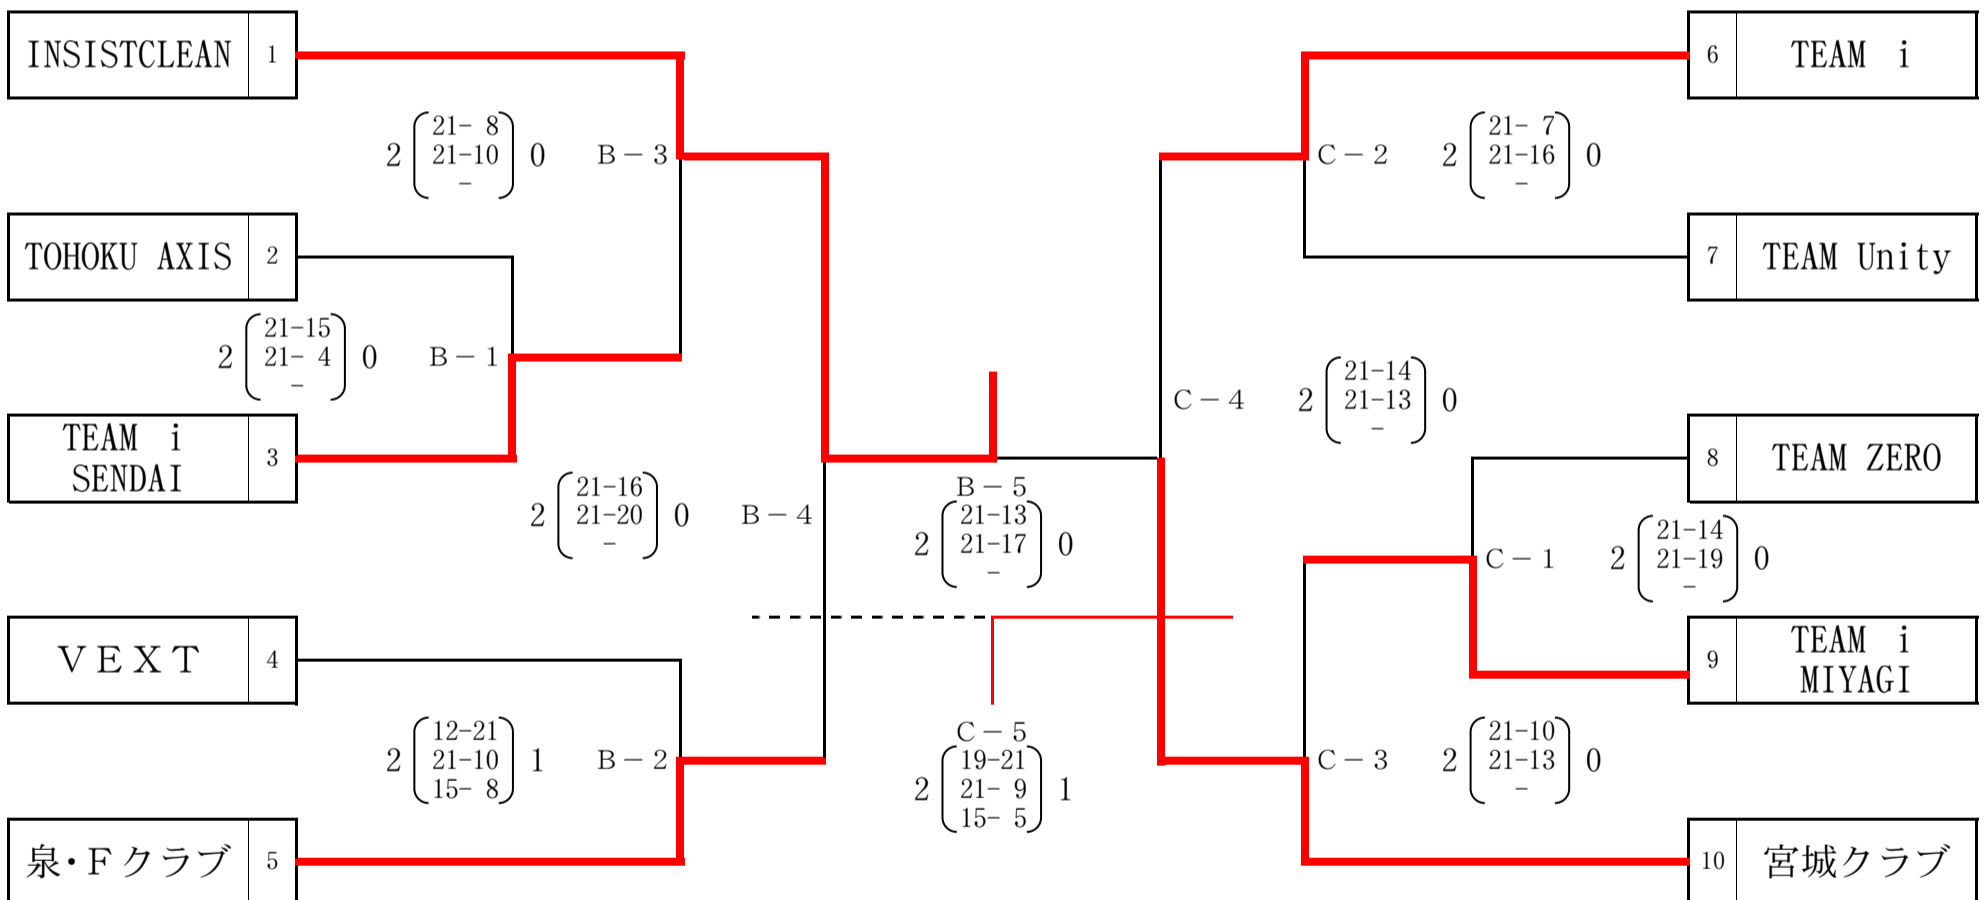 INSISTCLEAN 1
6 TEAM i
2 21- 8 0 B－3
21-10
-
C－2 2 21- 7 0
21-16
-
TOHOKU AXIS 2
7 TEAM Unity
2 21-15 0 B－1
21- 4
-
C－4 2 21-14 0
21-13
-
TEAM i
SENDAI 3
8 TEAM ZERO
2 21-16 0 B－4
21-20
-
B－5
2 21-13 0
21-17
-
C－1 2 21-14 0
21-19
-
ＶＥＸＴ 4
9 TEAM i
MIYAGI
2 12-21 1 B－2
21-10
15- 8
C－5
2 19-21 1
21- 9
15- 5
C－3 2 21-10 0
21-13
-
泉・Ｆクラブ 5
10 宮城クラブ